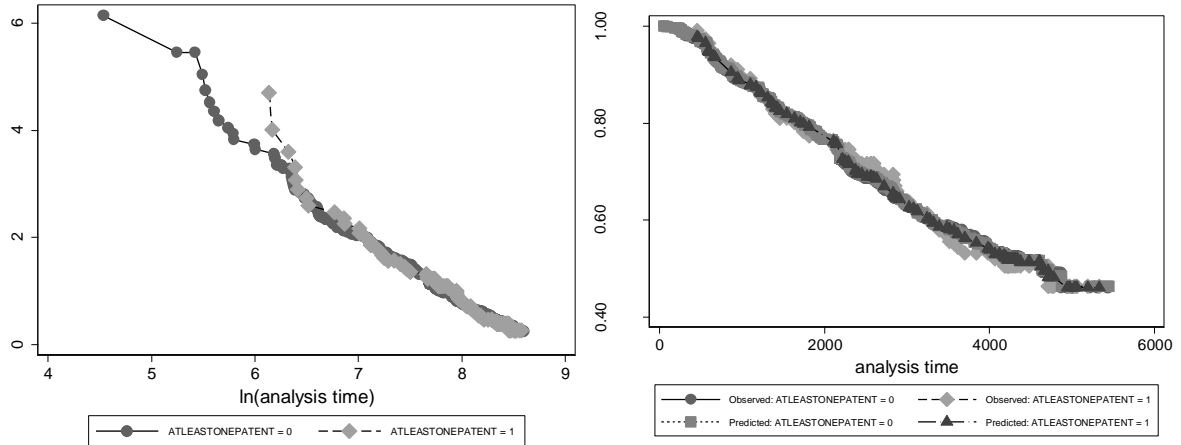 6
4
2
0
4 5 6 7 8 9
ln(analysis time)
ATLEASTONEPATENT = 0 ATLEASTONEPATENT = 1
1.00
0.80
0.60
0.40
0 2000 4000 6000
analysis time
Observed: ATLEASTONEPATENT = 0 Observed: ATLEASTONEPATENT = 1
Predicted: ATLEASTONEPATENT = 0 Predicted: ATLEASTONEPATENT = 1